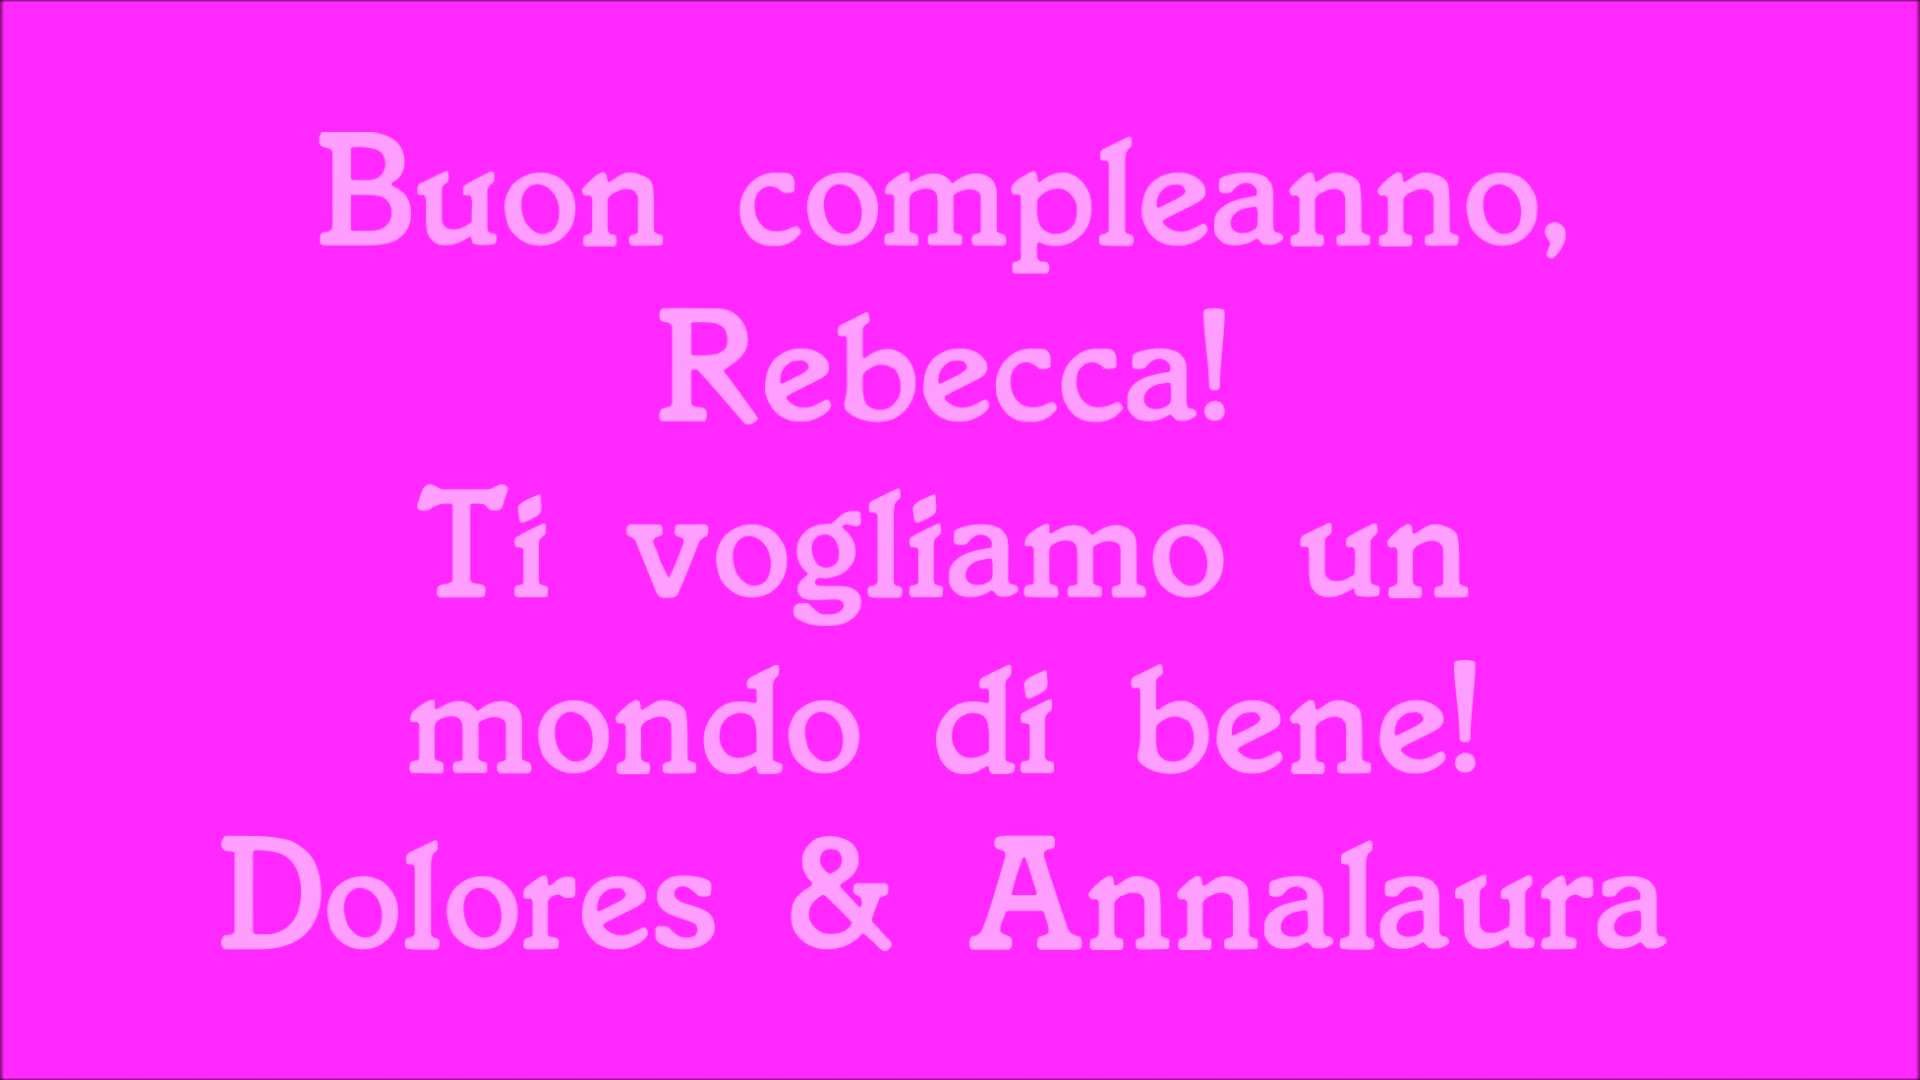 Buon compleanno,
Rebecca!
Ti vogliamo un
mondo di bene!
Dolores & Annalaura